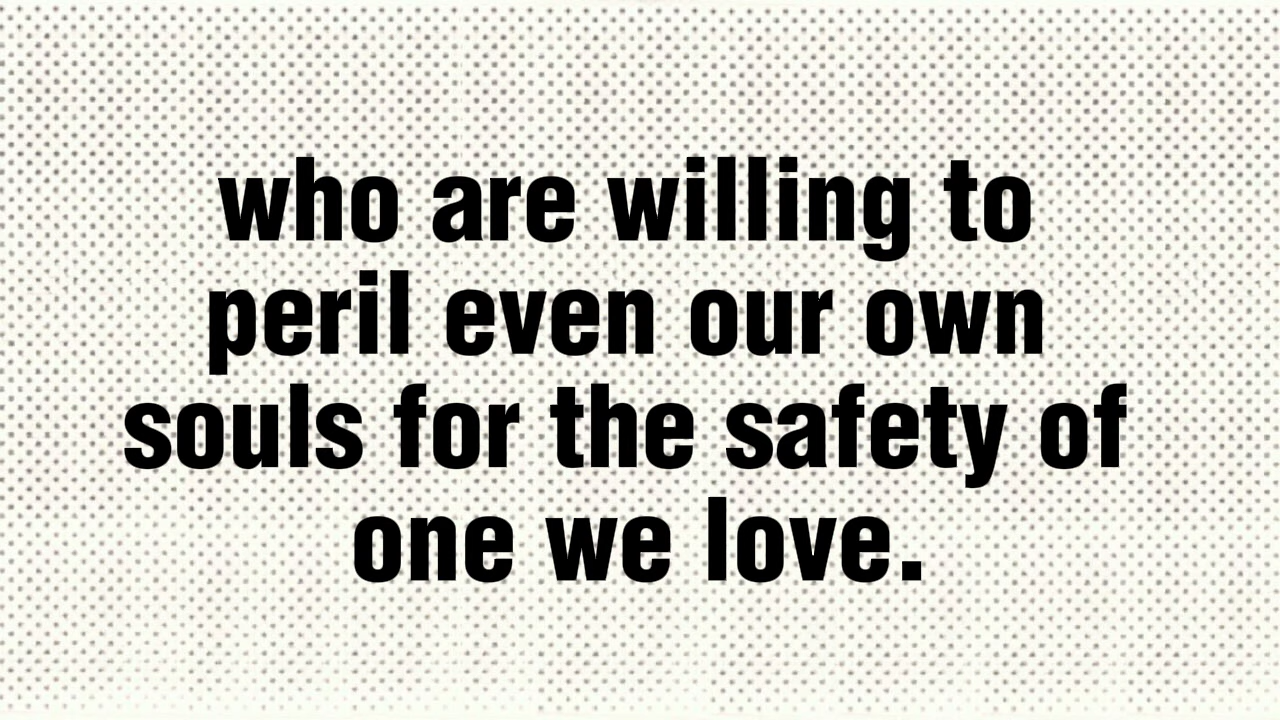 who are willing to
peril even our own
souls for the safety of
one we love.